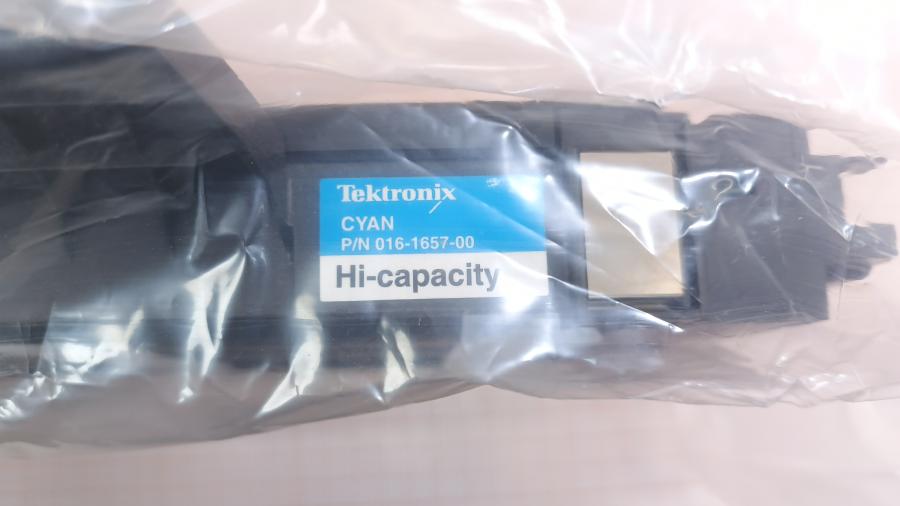 Tektronix
CYAN
P/N 016-1657-00
Hi-capacity